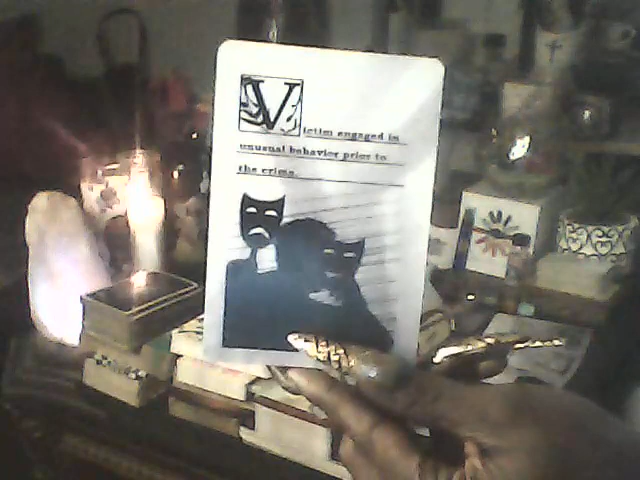 Victim engaged in
unusual behavior prior to
the crime.